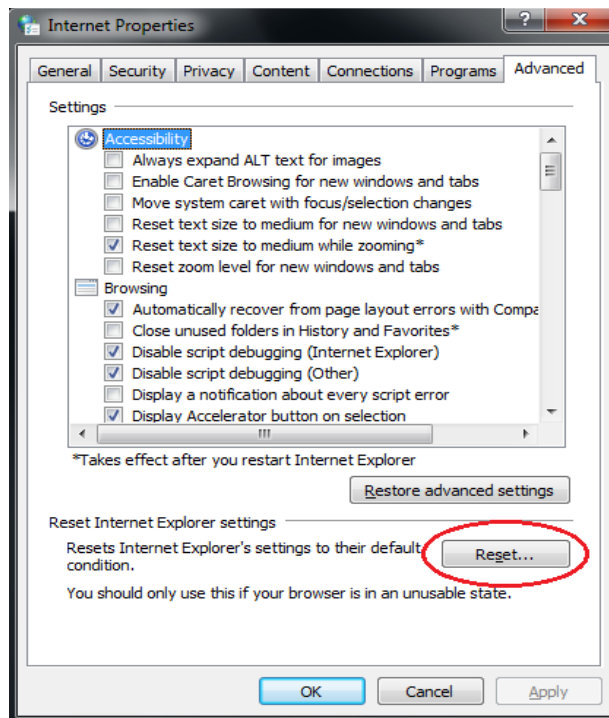 Internet Properties
General Security Privacy Content Connections Programs Advanced
Settings
Accessibility
Always expand ALT text for images
Enable Caret Browsing for new windows and tabs
Move system caret with focus/selection changes
Reset text size to medium for new windows and tabs
Reset text size to medium while zooming*
Reset zoom level for new windows and tabs
Browsing
Automatically recover from page layout errors with Compa
Close unused folders in History and Favorites*
Disable script debugging (Internet Explorer)
Disable script debugging (Other)
Display a notification about every script error
Display Accelerator button on selection
*Takes effect after you restart Internet Explorer
Restore advanced settings
Reset Internet Explorer settings
Resets Internet Explorer's settings to their default
condition.
Reset...
You should only use this if your browser is in an unusable state.
OK Cancel Apply